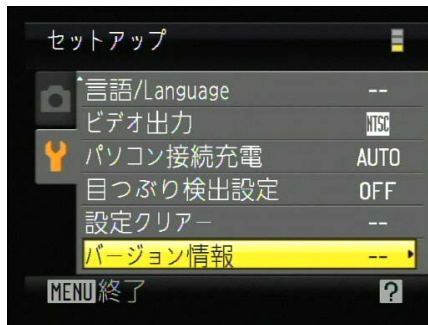 セットアップ
言語/Language --
ビデオ出力 NTSC
パソコン接続充電 AUTO
目つぶり検出設定 OFF
設定クリアー --
バージョン情報 --
MENU終了 ?